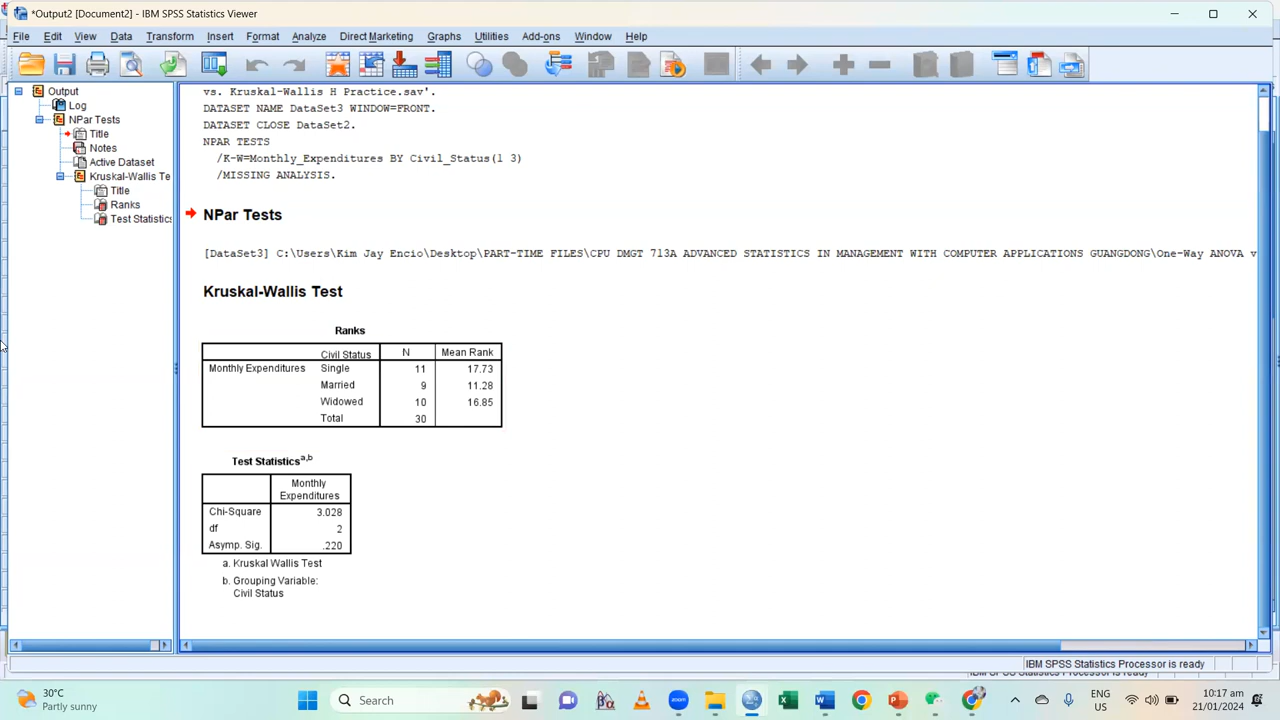 *Output2 [Document2] - IBM SPSS Statistics Viewer
File Edit View Data Transform Insert Format Analyze Direct Marketing Graphs Utilities Add-ons Window Help
Output
Log
NPar Tests
Title
Notes
Active Dataset
Kruskal-Wallis Te
Title
Ranks
Test Statistics
vs. Kruskal-Wallis H Practice.sav'.
DATASET NAME DataSet3 WINDOW=FRONT.
DATASET CLOSE DataSet2.
NPAR TESTS
/K-W=Monthly_Expenditures BY Civil_Status(1 3)
/MISSING ANALYSIS.
NPar Tests
[DataSet3] C:\Users\Kim Jay Encio\Desktop\PART-TIME FILES\CPU DMGT 713A ADVANCED STATISTICS IN MANAGEMENT WITH COMPUTER APPLICATIONS GUANGDONG\One-Way ANOVA v
Kruskal-Wallis Test
Ranks
Civil Status N Mean Rank
Monthly Expenditures Single 11 17.73
Married 9 11.28
Widowed 10 16.85
Total 30
Test Statistics a,b
Monthly
Expenditures
Chi-Square 3.028
df 2
Asymp. Sig. .220
a. Kruskal Wallis Test
b. Grouping Variable:
Civil Status
IBM SPSS Statistics Processor is ready
30°C
Partly sunny
Search
ENG
US
10:17 am
21/01/2024